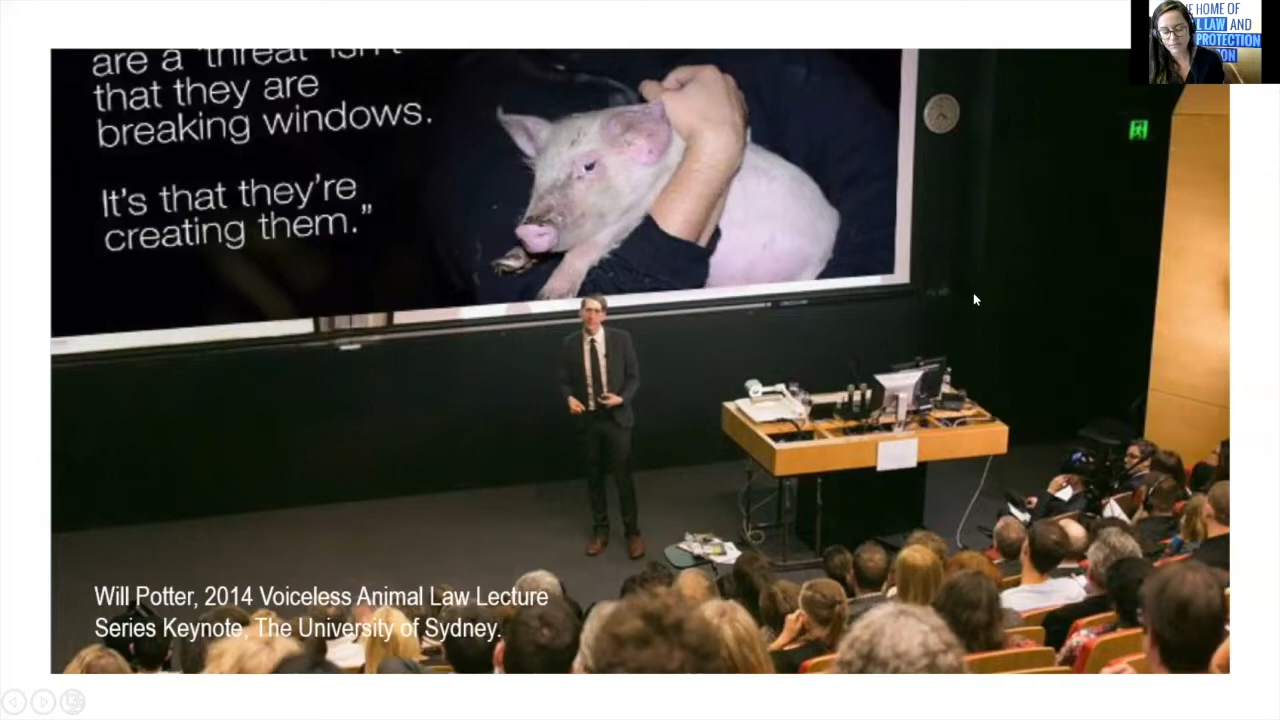 are a "threat" isn't
that they are
breaking windows.
It's that they're
creating them.”
HOME OF
LAW AND
PROTECTION
Will Potter, 2014 Voiceless Animal Law Lecture
Series Keynote, The University of Sydney.